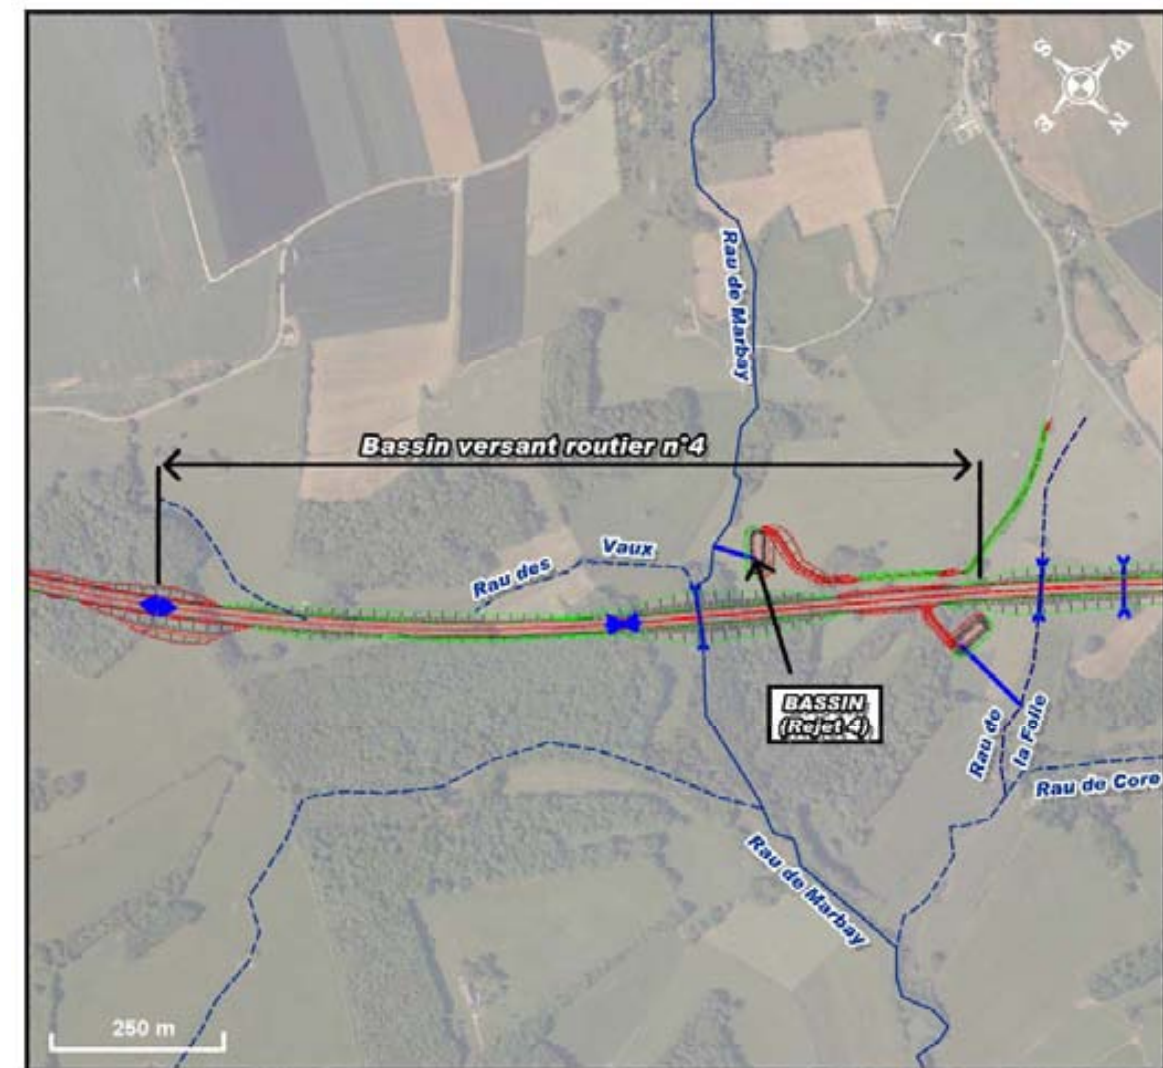 S
W
E
N
Rau de Marbay
Bassin versant routier n°4
Rau des Vaux
BASSIN
(Rejet 4)
Rau de
la Folie
Rau de Core
Rau de Marbay
250 m